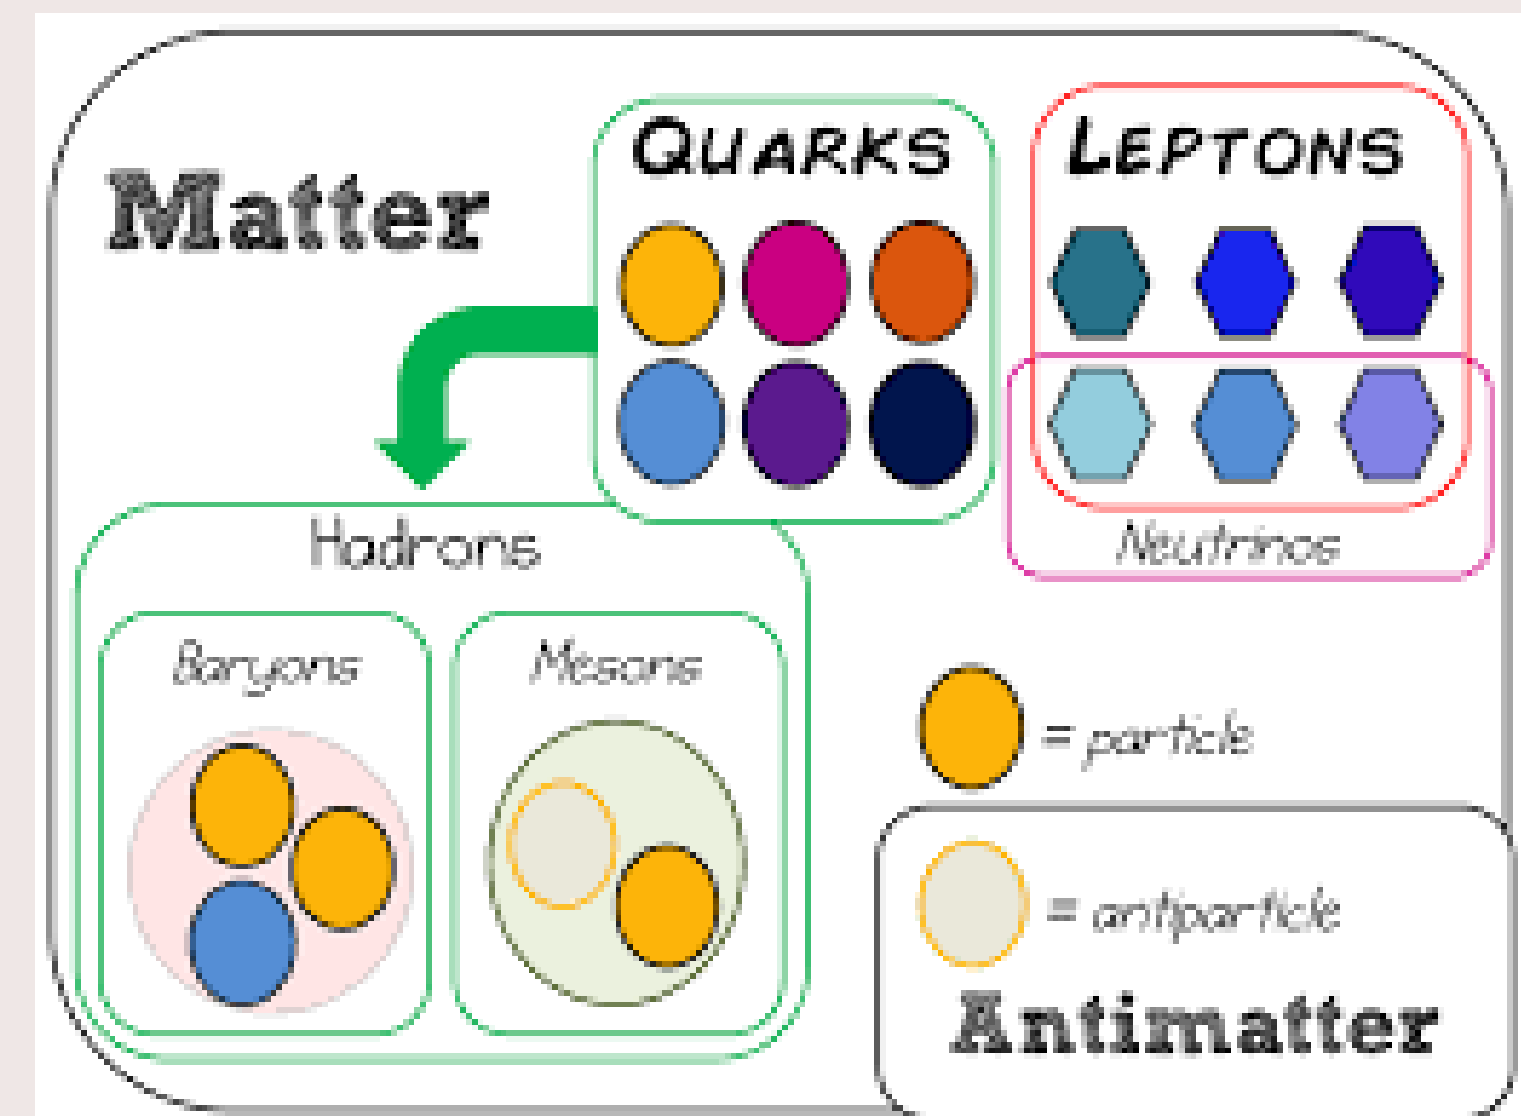 Matter
QUARKS
LEPTONS
Neutrinos
Hadrons
Baryons
Mesons
= particle
= antiparticle
Antimatter